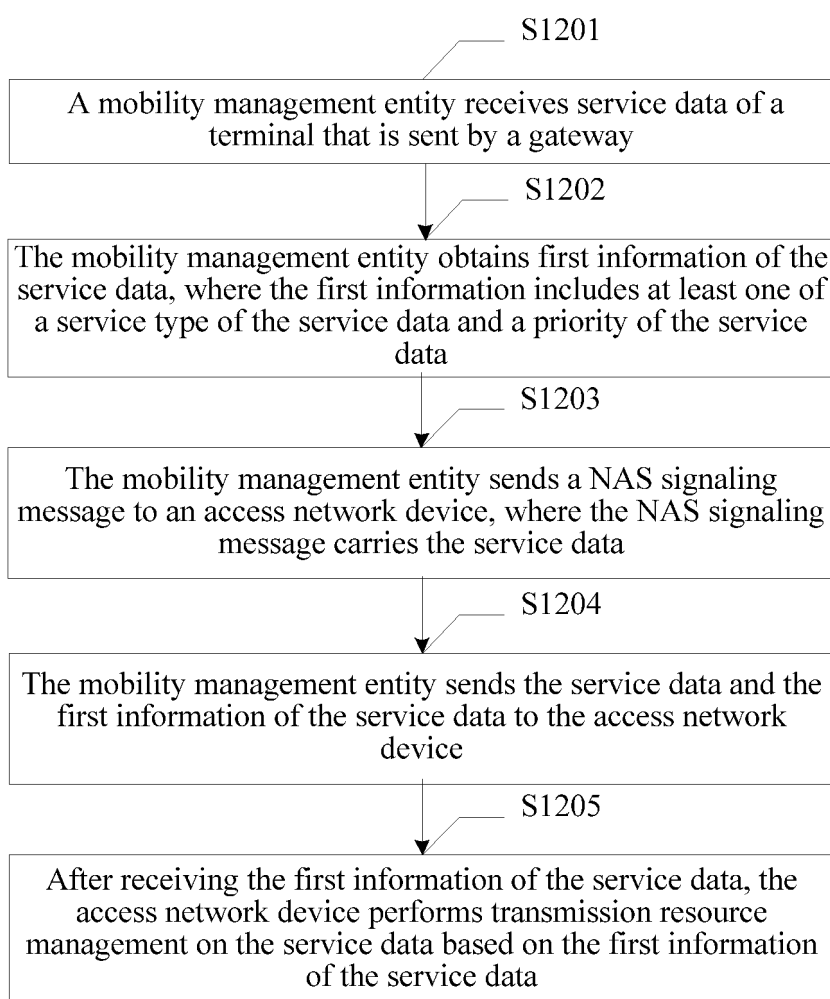 S1201
A mobility management entity receives service data of a
terminal that is sent by a gateway
S1202
The mobility management entity obtains first information of the
service data, where the first information includes at least one of
a service type of the service data and a priority of the service
data
S1203
The mobility management entity sends a NAS signaling
message to an access network device, where the NAS signaling
message carries the service data
S1204
The mobility management entity sends the service data and the
first information of the service data to the access network
device
S1205
After receiving the first information of the service data, the
access network device performs transmission resource
management on the service data based on the first information
of the service data